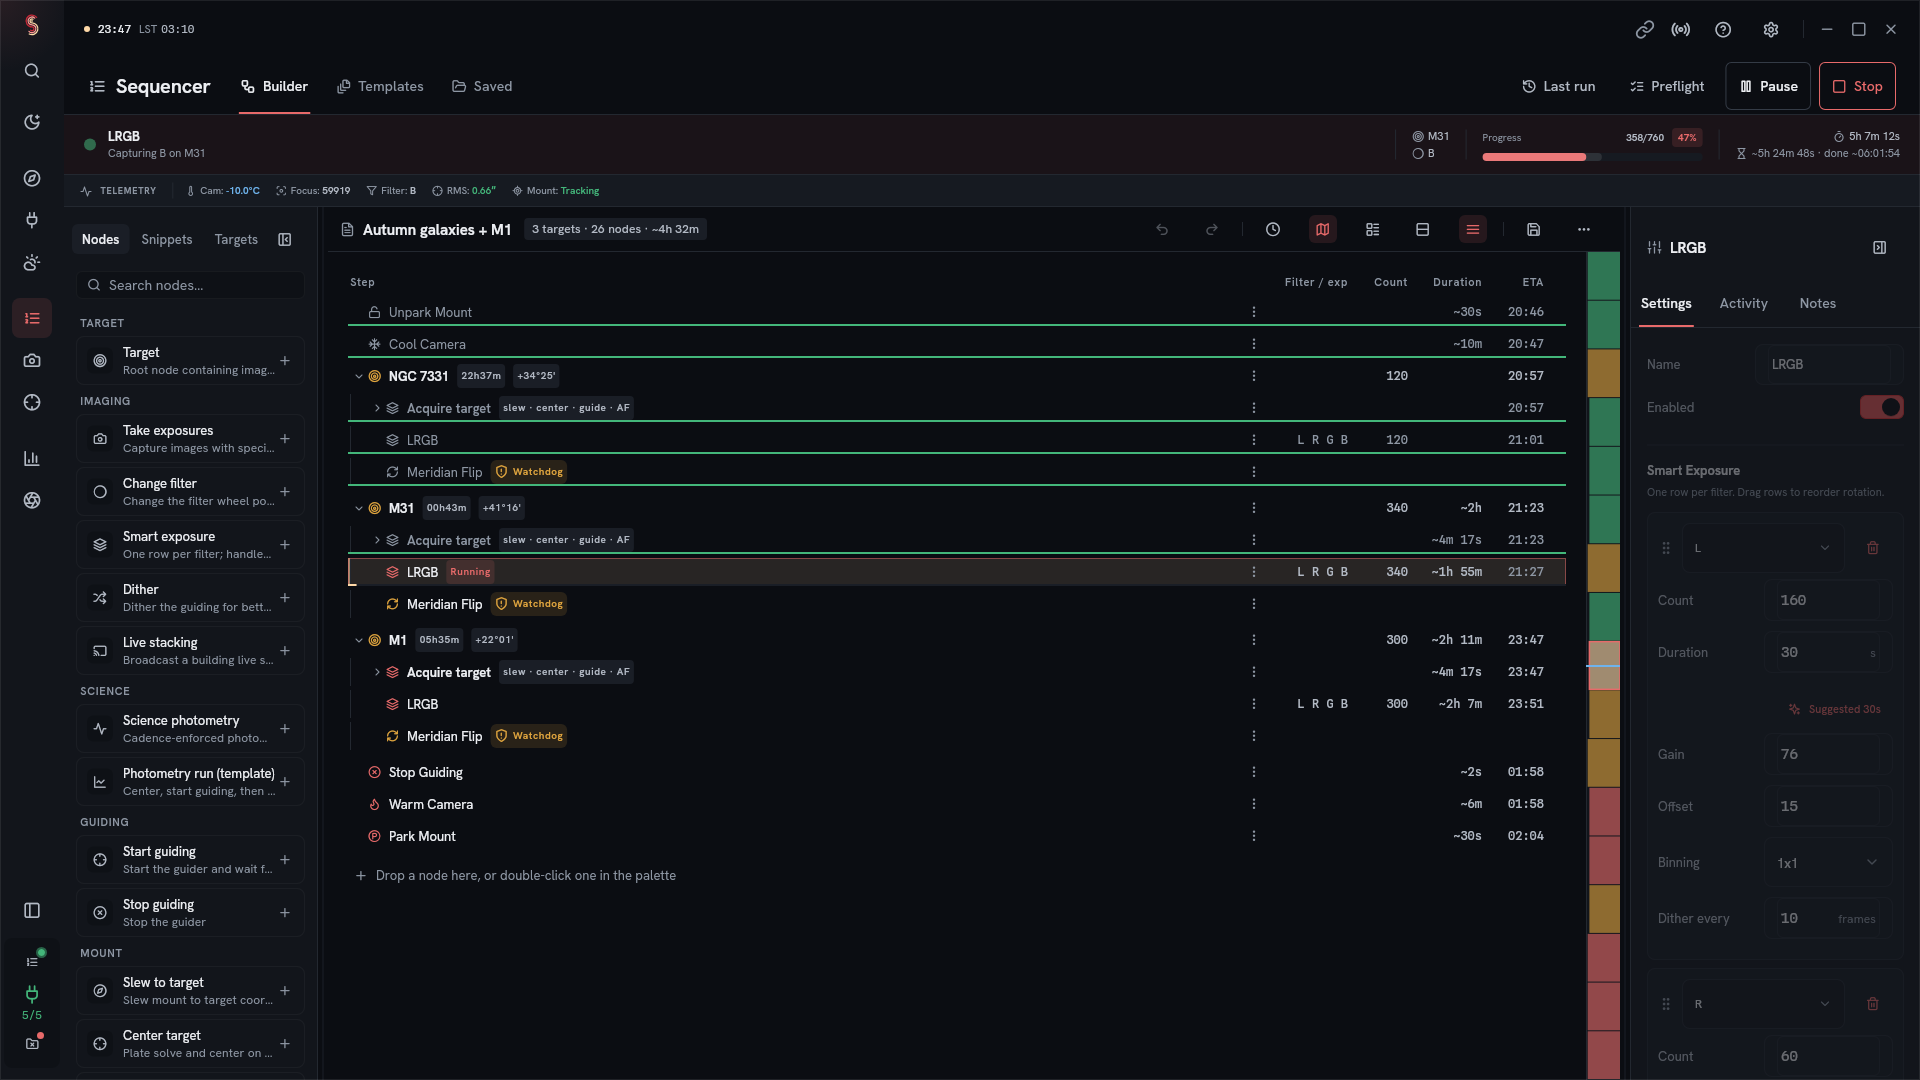 23:47 LST 03:10
Sequencer Builder Templates Saved Last run Preflight Pause Stop
LRGB
Capturing B on M31
M31
B
Progress 358/760 47%
5h 7m 12s
~5h 24m 48s · done ~06:01:54
TELEMETRY Cam: -10.0°C Focus: 59919 Filter: B RMS: 0.66" Mount: Tracking
Nodes Snippets Targets
Search nodes...
TARGET
Target
Root node containing imag...
IMAGING
Take exposures
Capture images with speci...
Change filter
Change the filter wheel po...
Smart exposure
One row per filter; handle...
Dither
Dither the guiding for bett...
Live stacking
Broadcast a building live s...
SCIENCE
Science photometry
Cadence-enforced photo...
Photometry run (template)
Center, start guiding, then ...
GUIDING
Start guiding
Start the guider and wait f...
Stop guiding
Stop the guider
MOUNT
Slew to target
Slew mount to target coor...
Center target
Plate solve and center on ...
5/5
Autumn galaxies + M1 3 targets · 26 nodes · ~4h 32m
Step Filter / exp Count Duration ETA
Unpark Mount ~30s 20:46
Cool Camera ~10m 20:47
NGC 7331 22h37m +34°25' 120 20:57
Acquire target slew · center · guide · AF 20:57
LRGB L R G B 120 21:01
Meridian Flip Watchdog
M31 00h43m +41°16' 340 ~2h 21:23
Acquire target slew · center · guide · AF ~4m 17s 21:23
LRGB Running L R G B 340 ~1h 55m 21:27
Meridian Flip Watchdog
M1 05h35m +22°01' 300 ~2h 11m 23:47
Acquire target slew · center · guide · AF ~4m 17s 23:47
LRGB L R G B 300 ~2h 7m 23:51
Meridian Flip Watchdog
Stop Guiding ~2s 01:58
Warm Camera ~6m 01:58
Park Mount ~30s 02:04
Drop a node here, or double-click one in the palette
LRGB
Settings Activity Notes
Name LRGB
Enabled
Smart Exposure
One row per filter. Drag rows to reorder rotation.
L
Count 160
Duration 30 s
Suggested 30s
Gain 76
Offset 15
Binning 1x1
Dither every 10 frames
R
Count 60